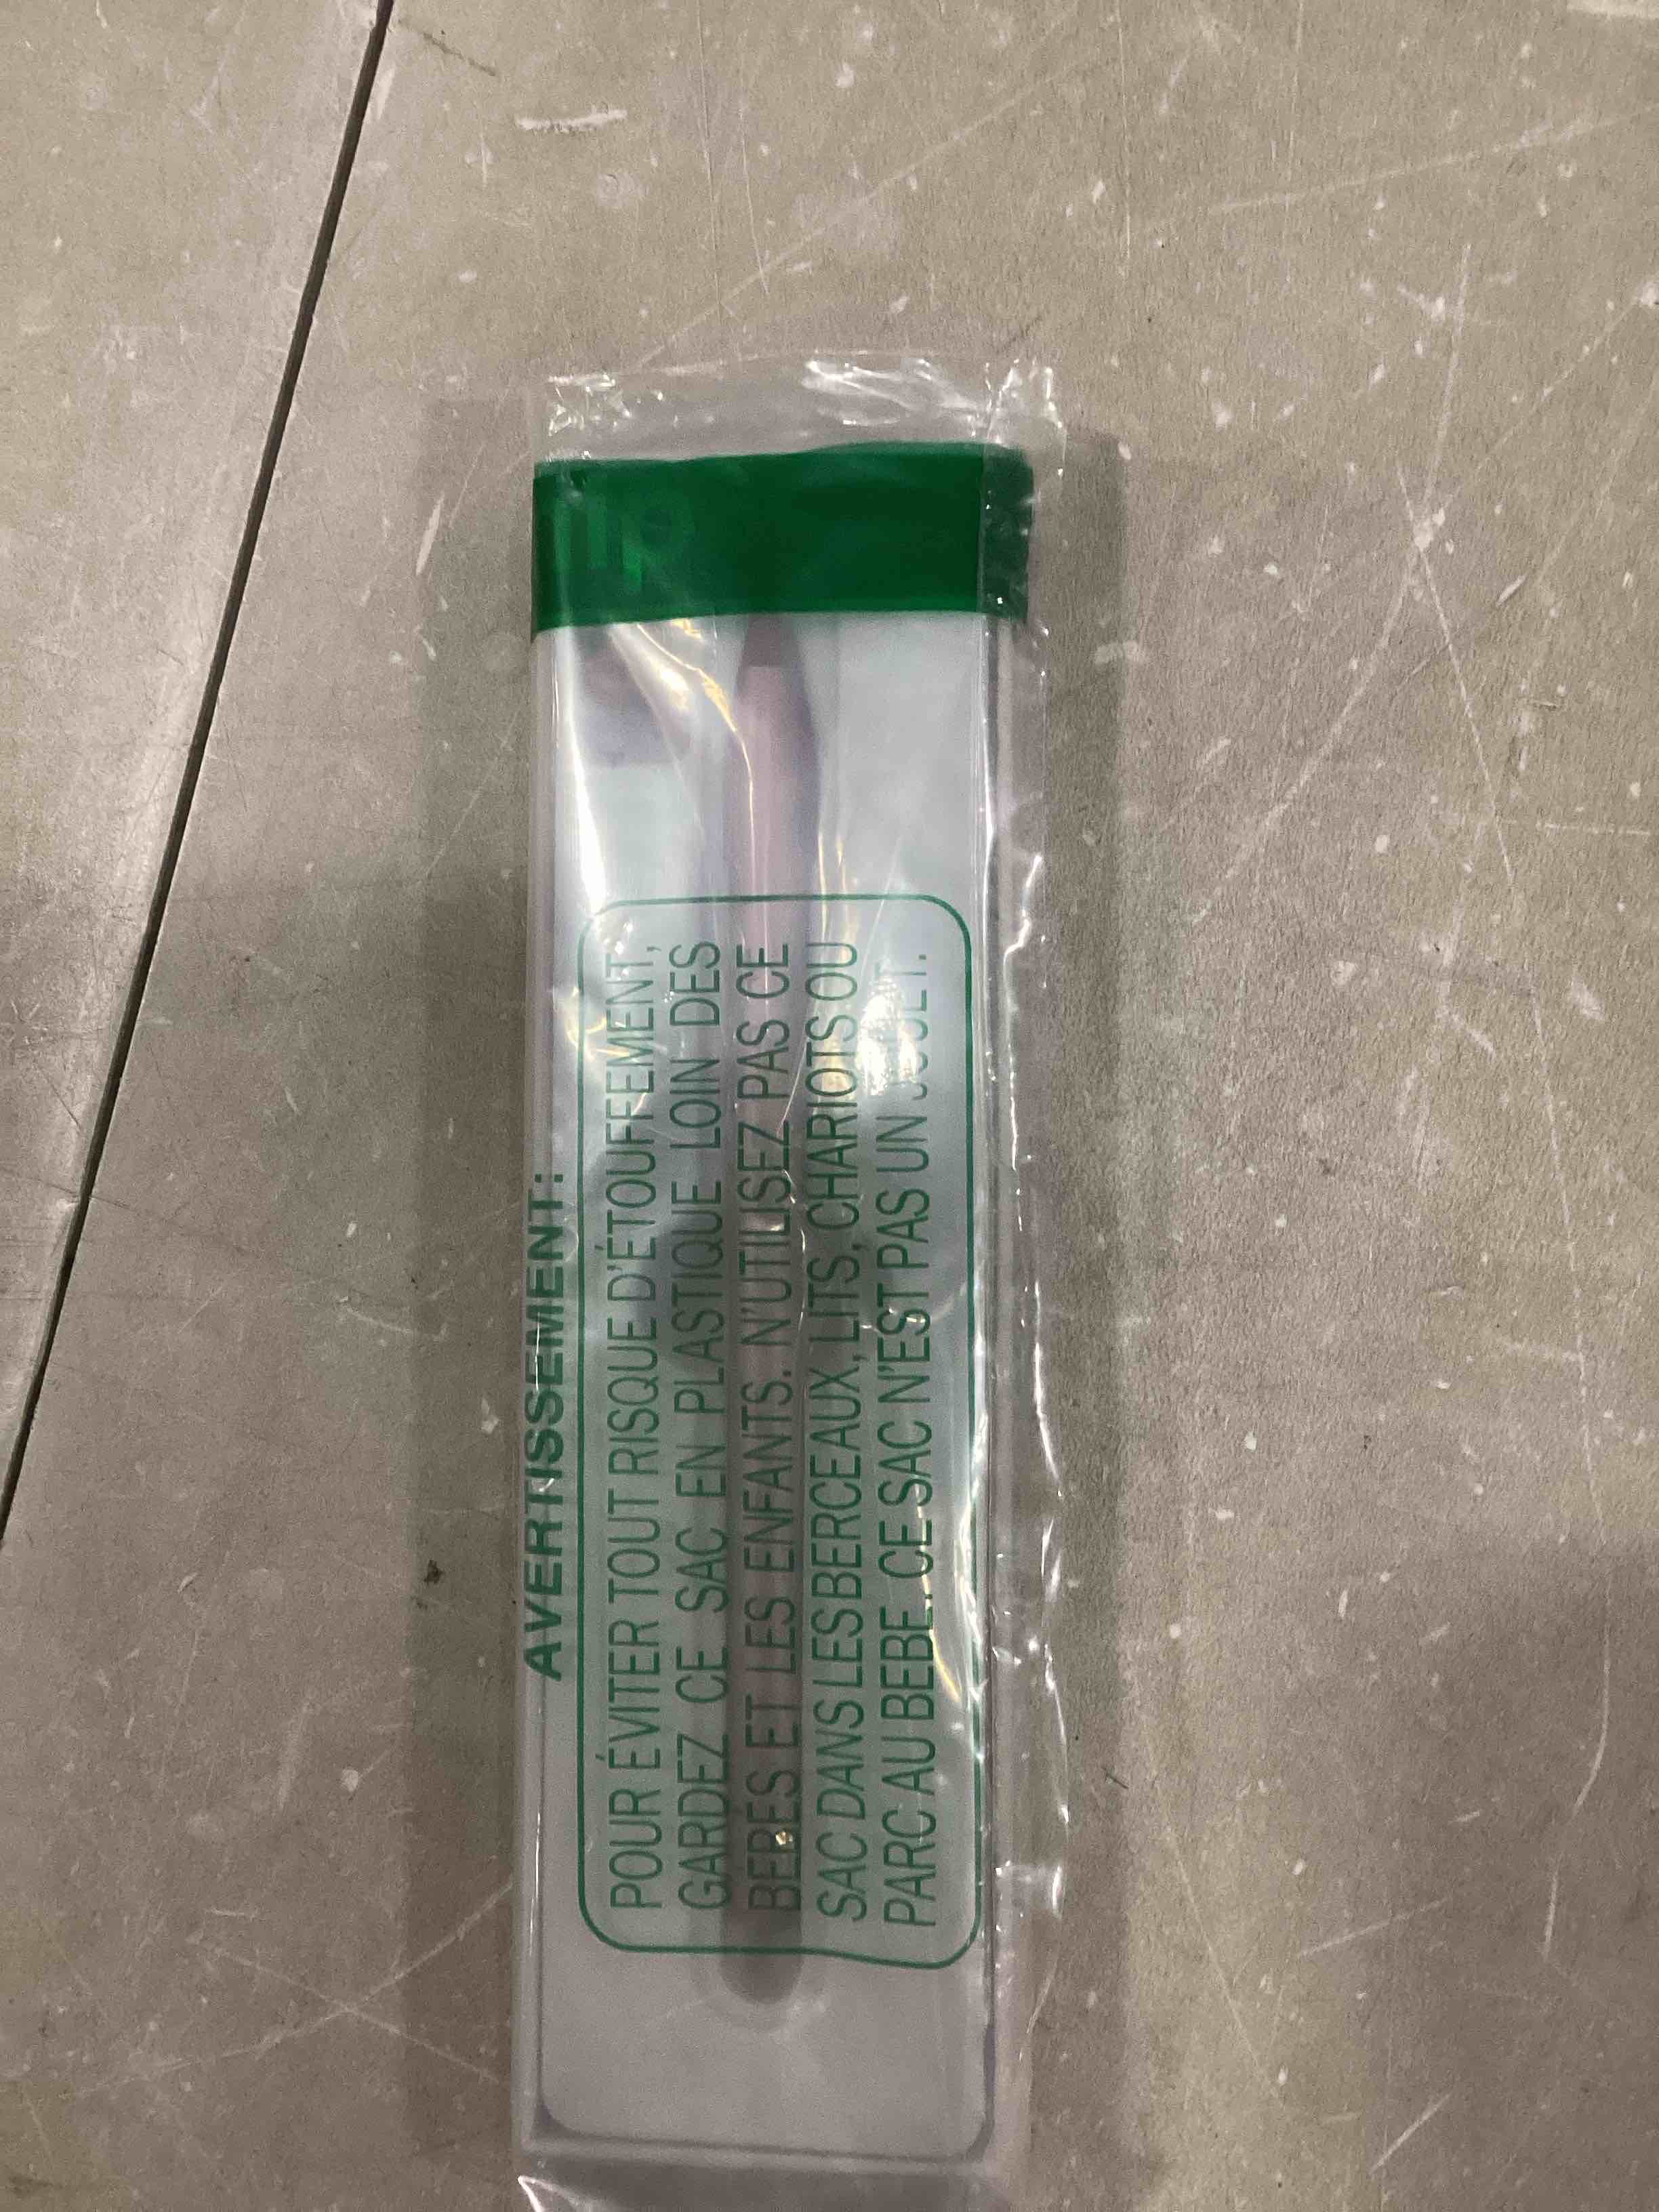 AVERTISSEMENT:
POUR ÉVITER TOUT RISQUE D'ÉTOUFFEMENT,
GARDEZ CE SAC EN PLASTIQUE LOIN DES
BÉBÉS ET LES ENFANTS. N'UTILISEZ PAS CE
SAC DANS LES BERCEAUX, LITS, CHARIOTS OU
PARC AU BEBE. CE SAC N'EST PAS UN JOUET.